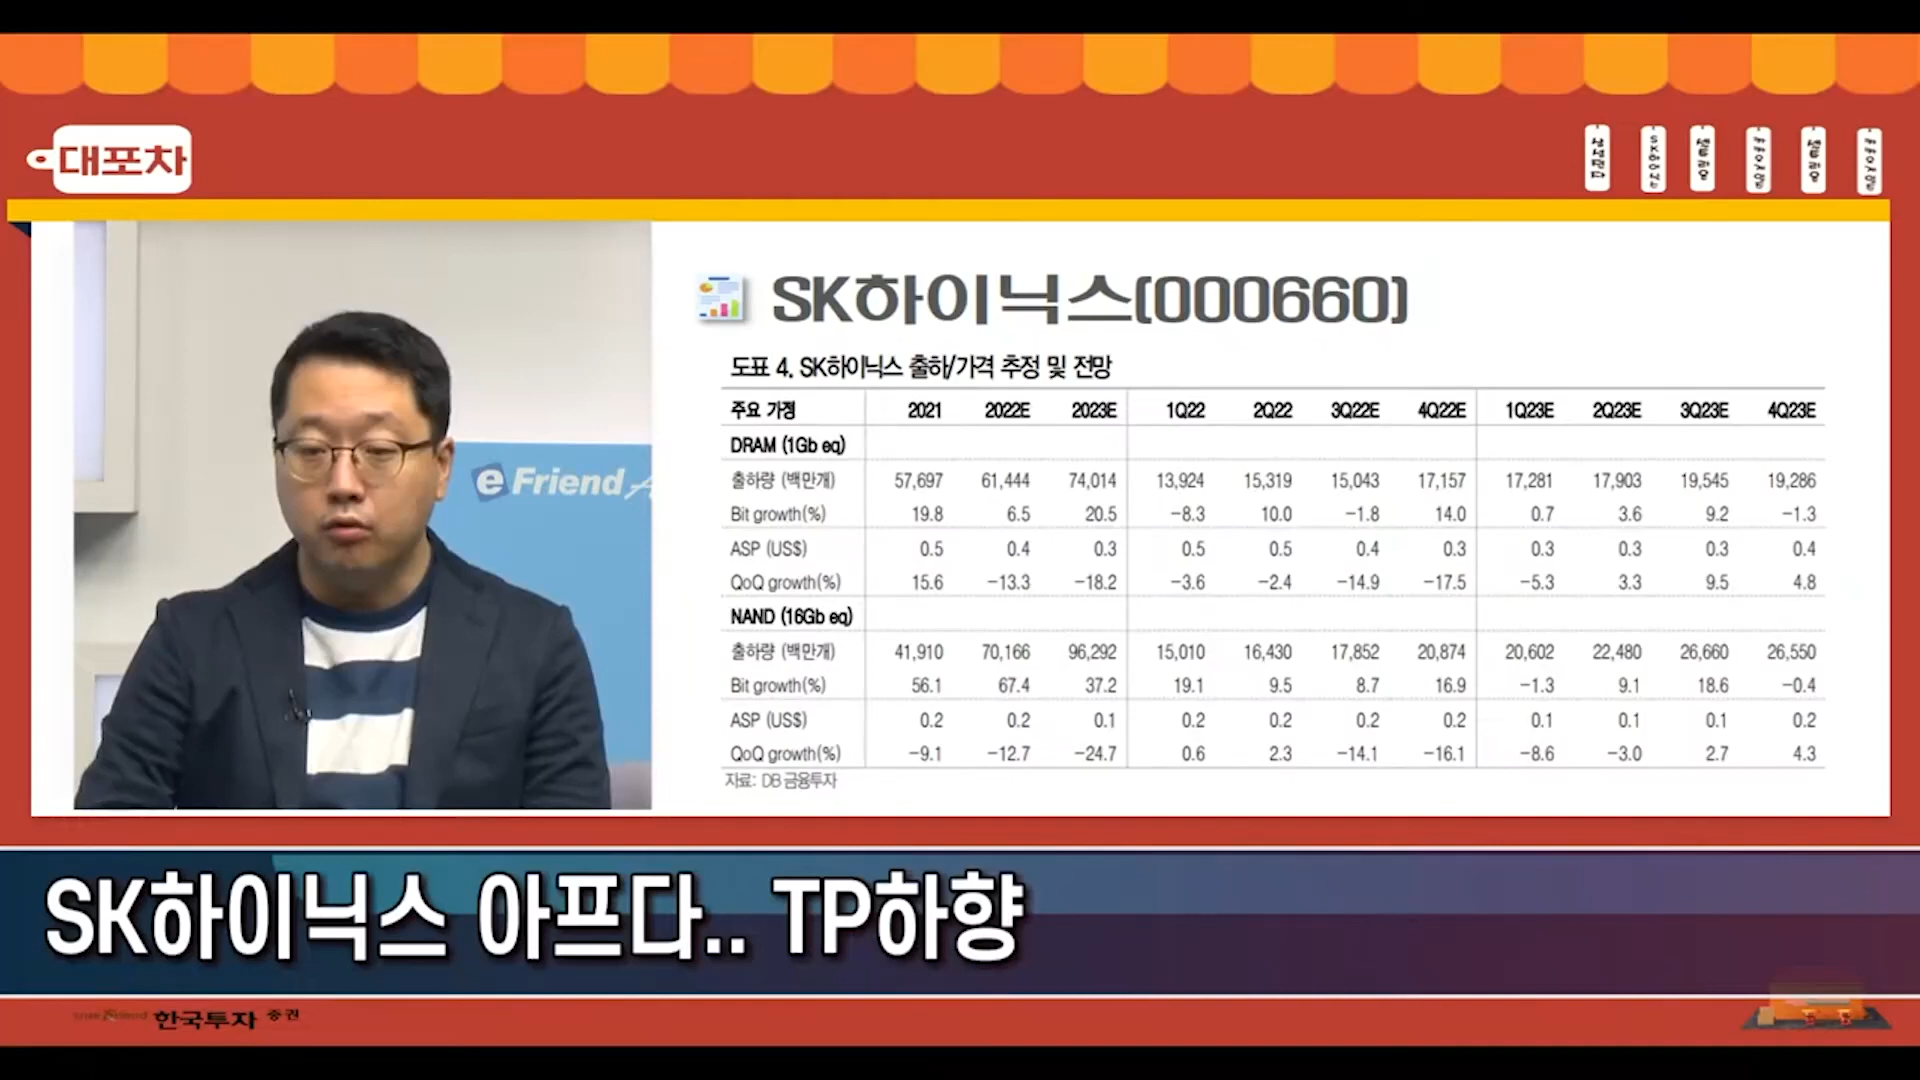 대포차
e Friend
SK하이닉스(000660)
도표 4. SK하이닉스 출하/가격 추정 및 전망
주요 가정 2021 2022E 2023E 1Q22 2Q22 3Q22E 4Q22E 1Q23E 2Q23E 3Q23E 4Q23E
DRAM (1Gb eq)
출하량 (백만개) 57,697 61,444 74,014 13,924 15,319 15,043 17,157 17,281 17,903 19,545 19,286
Bit growth(%) 19.8 6.5 20.5 -8.3 10.0 -1.8 14.0 0.7 3.6 9.2 -1.3
ASP (US$) 0.5 0.4 0.3 0.5 0.5 0.4 0.3 0.3 0.3 0.3 0.4
QoQ growth(%) 15.6 -13.3 -18.2 -3.6 -2.4 -14.9 -17.5 -5.3 3.3 9.5 4.8
NAND (16Gb eq)
출하량 (백만개) 41,910 70,166 96,292 15,010 16,430 17,852 20,874 20,602 22,480 26,660 26,550
Bit growth(%) 56.1 67.4 37.2 19.1 9.5 8.7 16.9 -1.3 9.1 18.6 -0.4
ASP (US$) 0.2 0.2 0.1 0.2 0.2 0.2 0.2 0.1 0.1 0.1 0.2
QoQ growth(%) -9.1 -12.7 -24.7 0.6 2.3 -14.1 -16.1 -8.6 -3.0 2.7 4.3
자료: DB금융투자
SK하이닉스 아프다.. TP하향
한국투자 증권